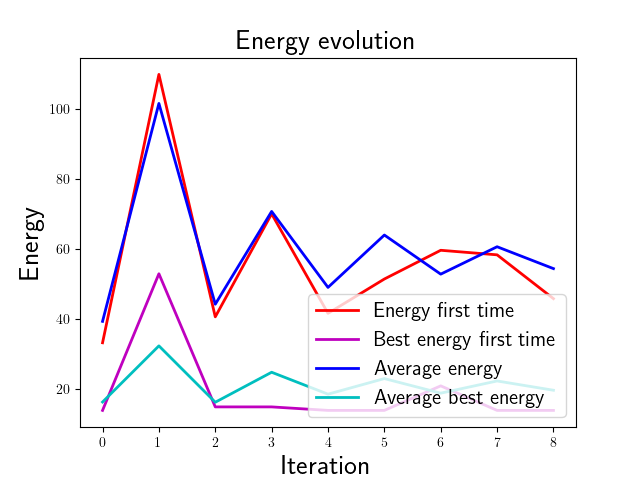 Energy evolution
Energy
100
80
60
40
20
Energy first time
Best energy first time
Average energy
Average best energy
0 1 2 3 4 5 6 7 8
Iteration